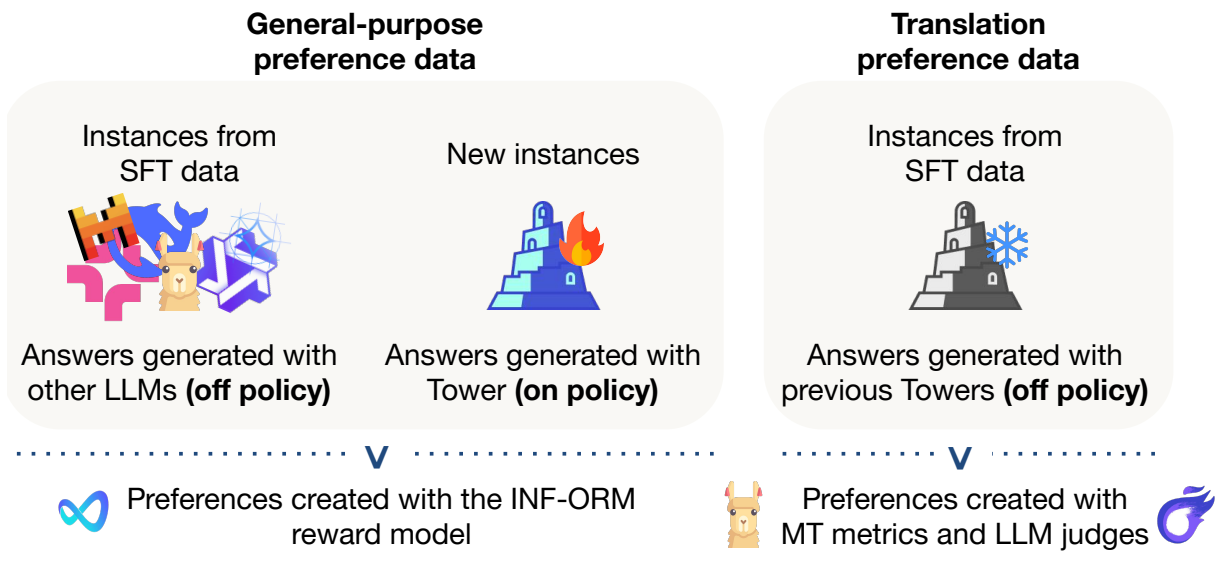 General-purpose
preference data
Instances from
SFT data
Answers generated with
other LLMs (off policy)
New instances
Answers generated with
Tower (on policy)
Preferences created with the INF-ORM
reward model
Translation
preference data
Instances from
SFT data
Answers generated with
previous Towers (off policy)
Preferences created with
MT metrics and LLM judges